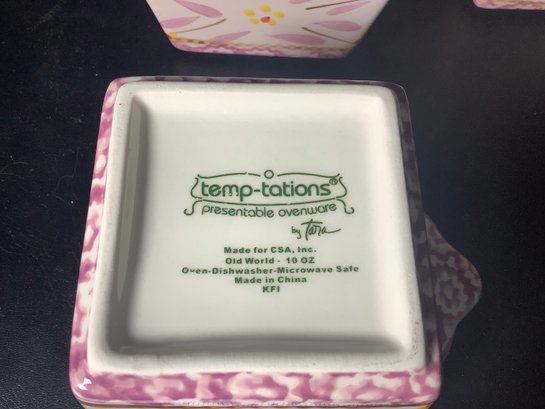 temp-tations®
presentable ovenware
by Tara
Made for CSA, Inc.
Old World - 10 OZ
Oven-Dishwasher-Microwave Safe
Made in China
KFI